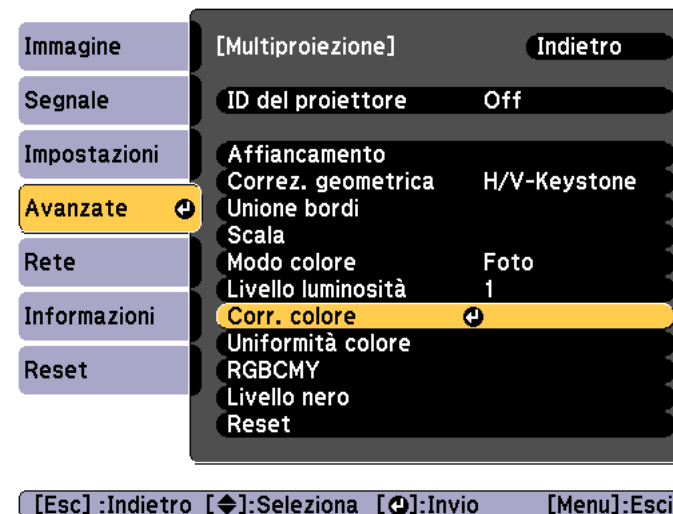 Immagine
Segnale
Impostazioni
Avanzate
Rete
Informazioni
Reset
[Multiproiezione] Indietro
ID del proiettore Off
Affiancamento
Correz. geometrica H/V-Keystone
Unione bordi
Scala
Modo colore Foto
Livello luminosità 1
Corr. colore
Uniformità colore
RGBCMY
Livello nero
Reset
[Esc] :Indietro [◆]:Seleziona [⏎]:Invio [Menu]:Esci